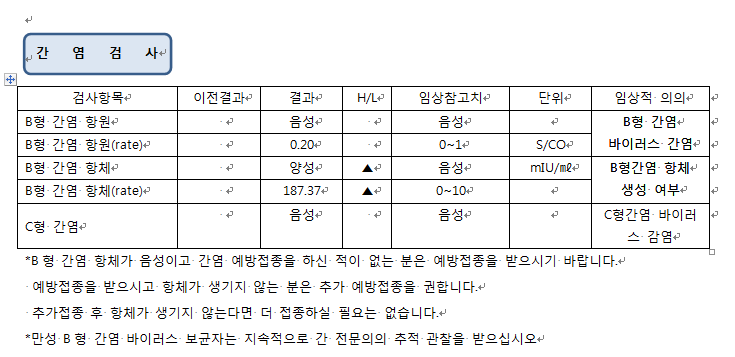 간 염 검 사
검사항목 이전결과 결과 H/L 임상참고치 단위 임상적 의의
B형 간염 항원 음성 음성 B형 간염
B형 간염 항원(rate) 0.20 0~1 S/CO 바이러스 간염
B형 간염 항체 양성 ▲ 음성 mIU/㎖ B형간염 항체
B형 간염 항체(rate) 187.37 ▲ 0~10 생성 여부
C형 간염 음성 음성 C형간염 바이러
스 감염
*B 형 간염 항체가 음성이고 간염 예방접종을 하신 적이 없는 분은 예방접종을 받으시기 바랍니다.
예방접종을 받으시고 항체가 생기지 않는 분은 추가 예방접종을 권합니다.
추가접종 후 항체가 생기지 않는다면 더 접종하실 필요는 없습니다.
*만성 B 형 간염 바이러스 보균자는 지속적으로 간 전문의의 추적 관찰을 받으십시오